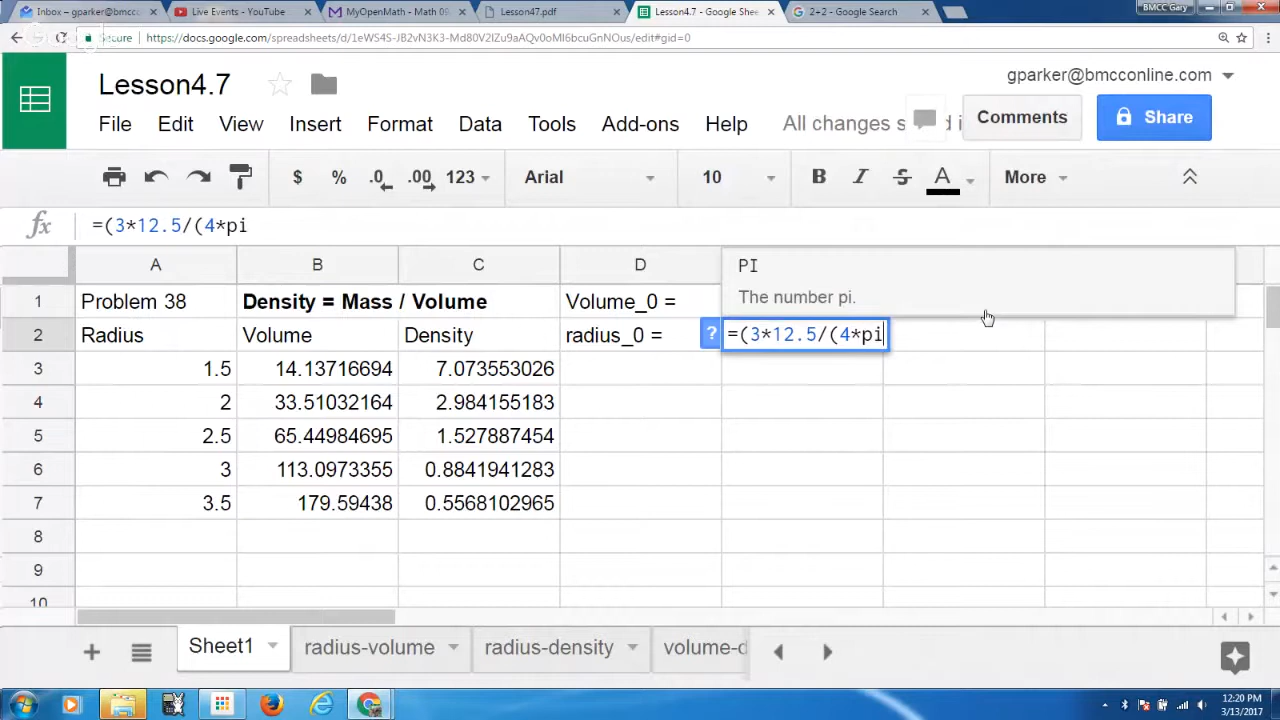 Inbox - gparker@bmcc
Live Events - YouTube
MyOpenMath - Math 09
Lesson47.pdf
Lesson4.7 - Google She
2+2 - Google Search
BMCC Gary
Secure
https://docs.google.com/spreadsheets/d/1eWS4S-JB2vN3K3-Md80V2lZu9aAQv0oMl6bcuGnNOus/edit#gid=0
Lesson4.7
gparker@bmcconline.com
File Edit View Insert Format Data Tools Add-ons Help All changes s d i
Comments
Share
$ % .0 .00 123 Arial 10 B I S A More
fx =(3*12.5/(4*pi
A B C D
PI
The number pi.
1 Problem 38 Density = Mass / Volume Volume_0 =
2 Radius Volume Density radius_0 = ? =(3*12.5/(4*pi
3 1.5 14.13716694 7.073553026
4 2 33.51032164 2.984155183
5 2.5 65.44984695 1.527887454
6 3 113.0973355 0.8841941283
7 3.5 179.59438 0.5568102965
8
9
10
Sheet1 radius-volume radius-density volume-d
12:20 PM
3/13/2017